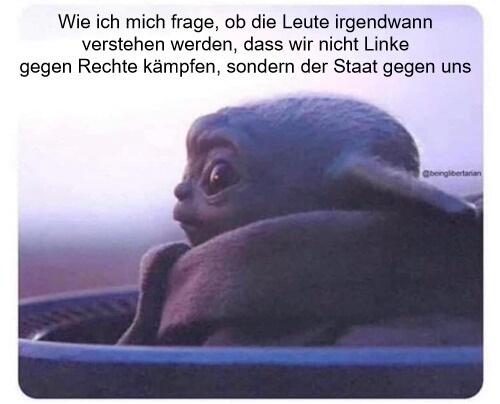 Wie ich mich frage, ob die Leute irgendwann
verstehen werden, dass wir nicht Linke
gegen Rechte kämpfen, sondern der Staat gegen uns
@beinglibertarian